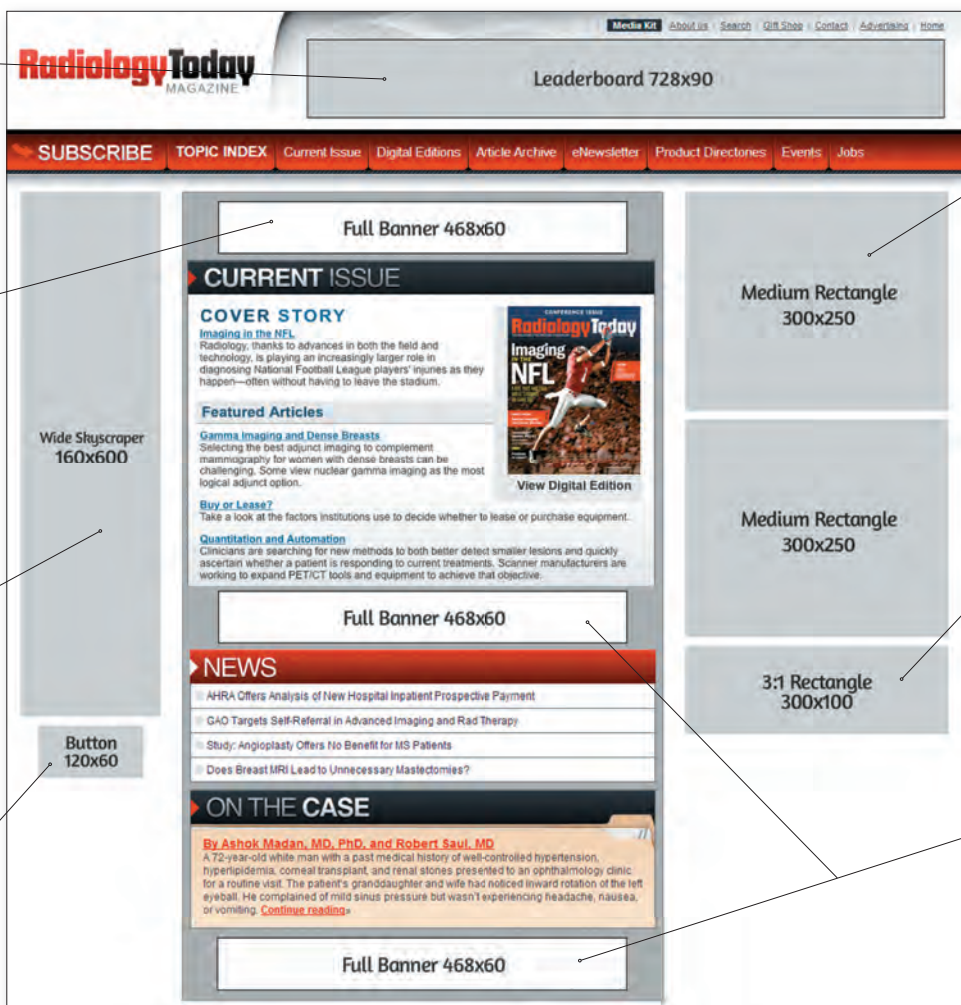 Media Kit | About us | Search | Gift Shop | Contact | Advertising | Home
RadiologyToday
MAGAZINE
Leaderboard 728x90
SUBSCRIBE TOPIC INDEX Current Issue Digital Editions Article Archive eNewsletter Product Directories Events Jobs
Full Banner 468x60
CURRENT ISSUE
COVER STORY
Imaging in the NFL
Radiology, thanks to advances in both the field and
technology, is playing an increasingly larger role in
diagnosing National Football League players' injuries as they
happen—often without having to leave the stadium.
Featured Articles
Gamma Imaging and Dense Breasts
Selecting the best adjunct imaging to complement
mammography for women with dense breasts can be
challenging. Some view nuclear gamma imaging as the most
logical adjunct option.
CONFERENCE ISSUE
RadiologyToday
Imaging
IN THE
NFL
View Digital Edition
Buy or Lease?
Take a look at the factors institutions use to decide whether to lease or purchase equipment.
Quantitation and Automation
Clinicians are searching for new methods to both better detect smaller lesions and quickly
ascertain whether a patient is responding to current treatments. Scanner manufacturers are
working to expand PET/CT tools and equipment to achieve that objective.
Full Banner 468x60
NEWS
AHRA Offers Analysis of New Hospital Inpatient Prospective Payment
GAO Targets Self-Referral in Advanced Imaging and Rad Therapy
Study: Angioplasty Offers No Benefit for MS Patients
Does Breast MRI Lead to Unnecessary Mastectomies?
ON THE CASE
By Ashok Madan, MD, PhD, and Robert Saul, MD
A 72-year-old white man with a past medical history of well-controlled hypertension,
hyperlipidemia, corneal transplant, and renal stones presented to an ophthalmology clinic
for a routine visit. The patient's granddaughter and wife had noticed inward rotation of the left
eyeball. He complained of mild sinus pressure but wasn't experiencing headache, nausea,
or vomiting. Continue reading»
Full Banner 468x60
Wide Skyscraper
160x600
Button
120x60
Medium Rectangle
300x250
Medium Rectangle
300x250
3:1 Rectangle
300x100